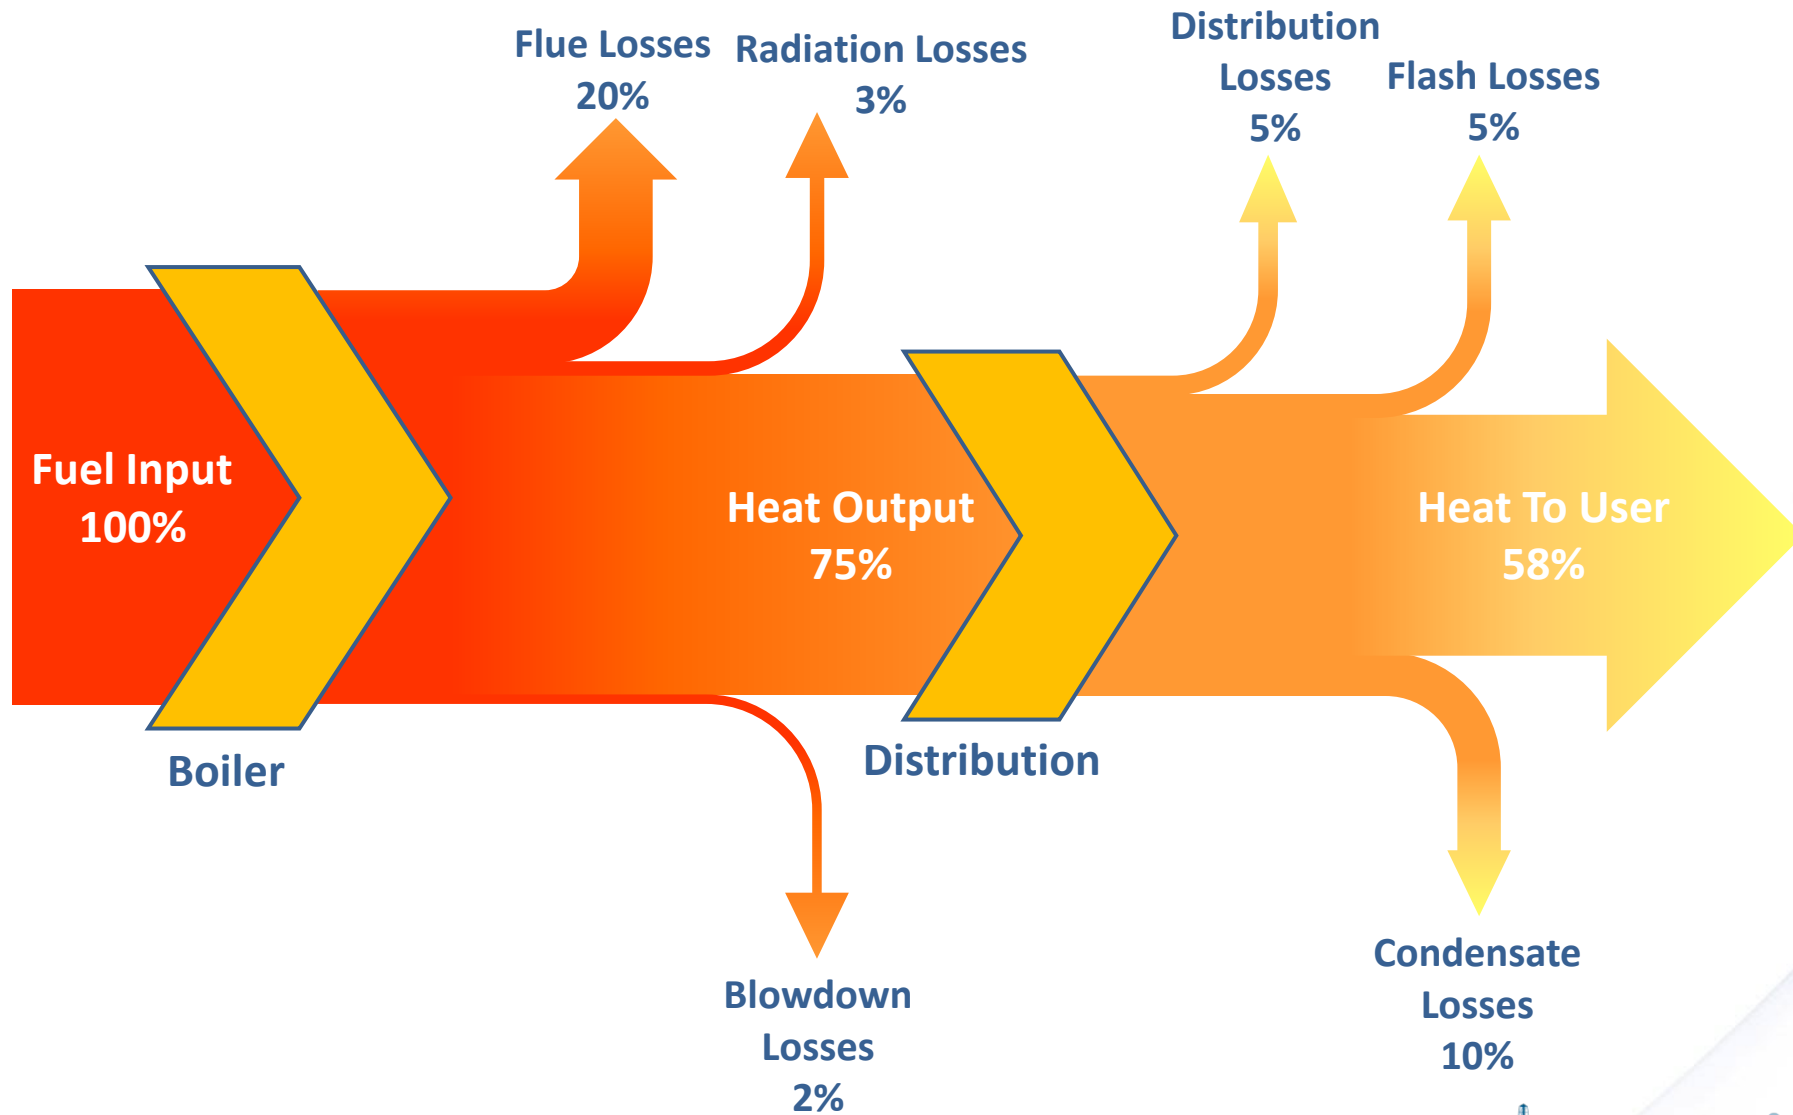 Flue Losses
20%
Radiation Losses
3%
Distribution
Losses
5%
Flash Losses
5%
Fuel Input
100%
Heat Output
75%
Heat To User
58%
Boiler
Distribution
Blowdown
Losses
2%
Condensate
Losses
10%